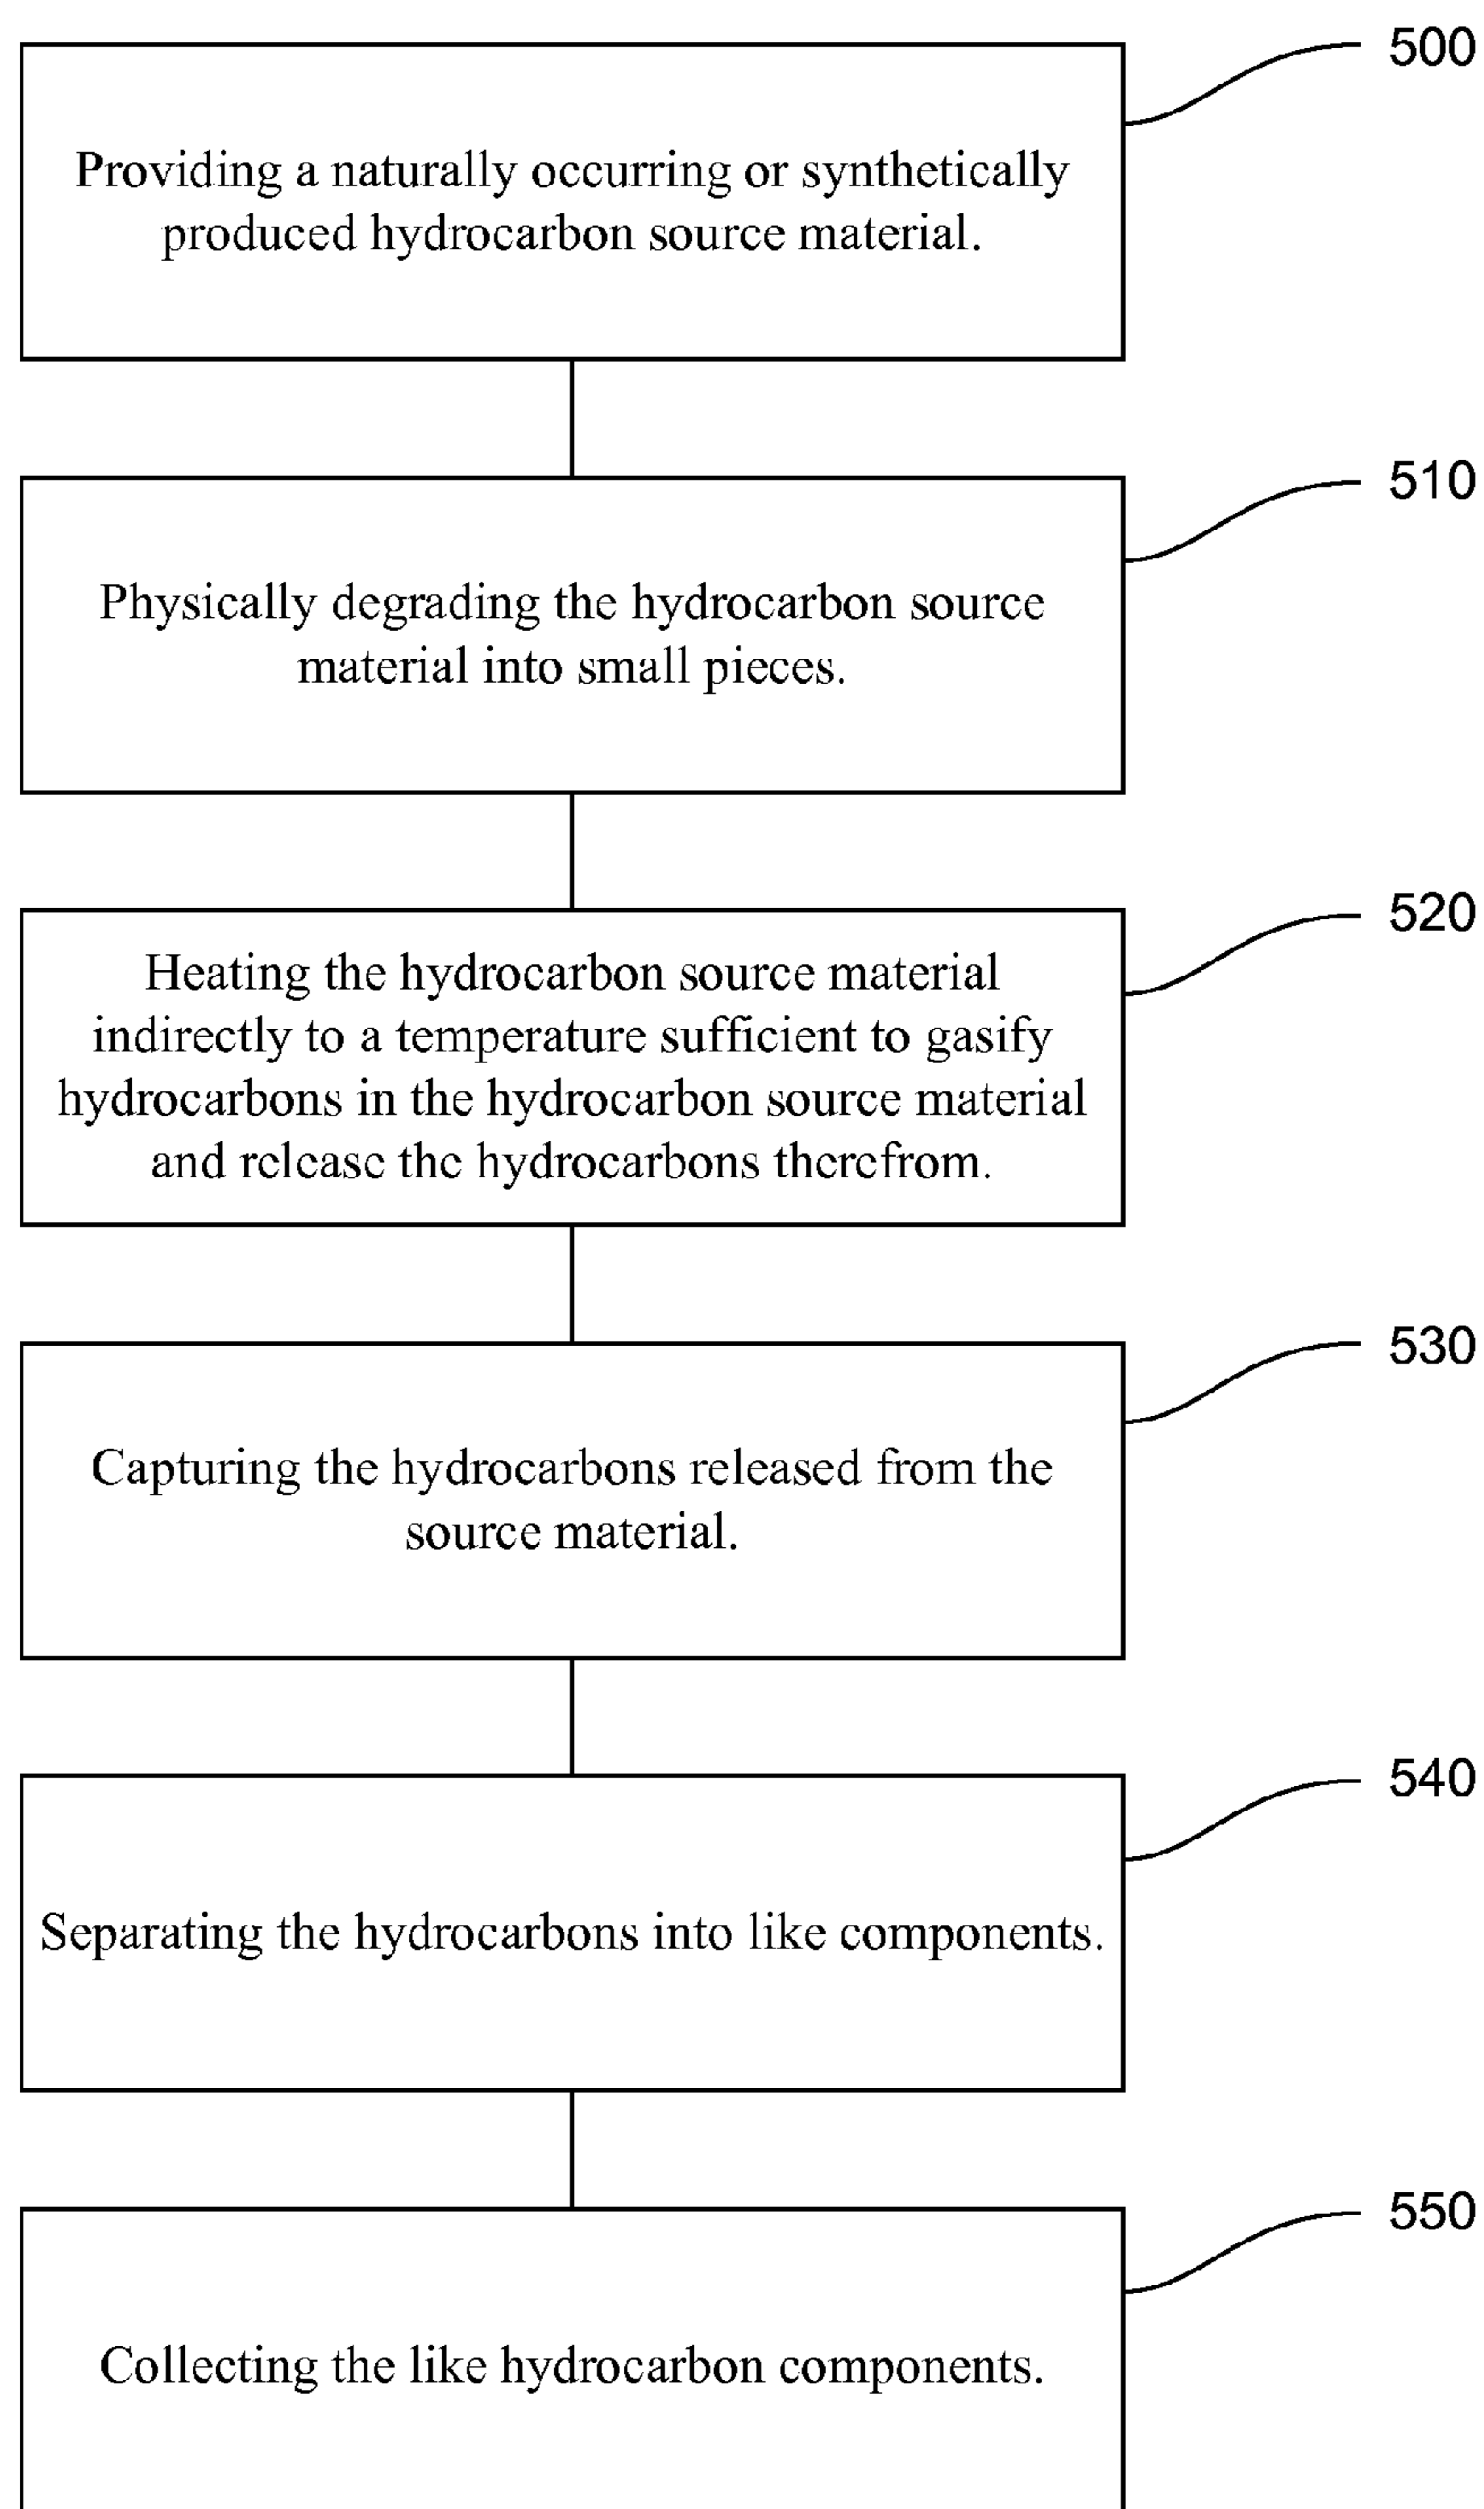 500
Providing a naturally occurring or synthetically
produced hydrocarbon source material.
510
Physically degrading the hydrocarbon source
material into small pieces.
520
Heating the hydrocarbon source material
indirectly to a temperature sufficient to gasify
hydrocarbons in the hydrocarbon source material
and release the hydrocarbons therefrom.
530
Capturing the hydrocarbons released from the
source material.
540
Separating the hydrocarbons into like components.
550
Collecting the like hydrocarbon components.